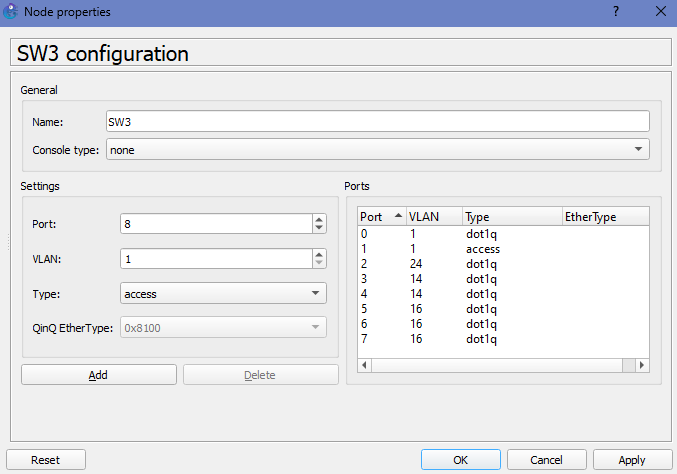 Node properties
?
SW3 configuration
General
Name: SW3
Console type: none
Settings
Port: 8
VLAN: 1
Type: access
QinQ EtherType: 0x8100
Add Delete
Ports
Port VLAN Type EtherType
0 1 dot1q
1 1 access
2 24 dot1q
3 14 dot1q
4 14 dot1q
5 16 dot1q
6 16 dot1q
7 16 dot1q
Reset OK Cancel Apply